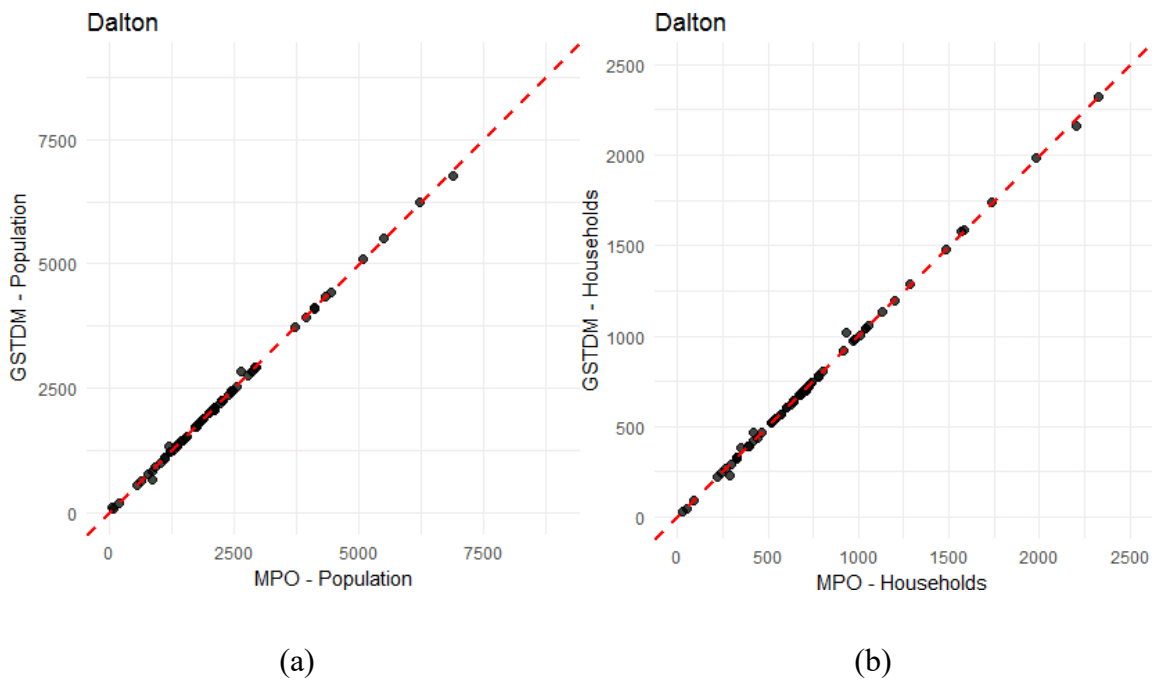 Dalton
GSTDM - Population
7500
5000
2500
0
0 2500 5000 7500
MPO - Population
(a)
Dalton
GSTDM - Households
2500
2000
1500
1000
500
0
0 500 1000 1500 2000 2500
MPO - Households
(b)